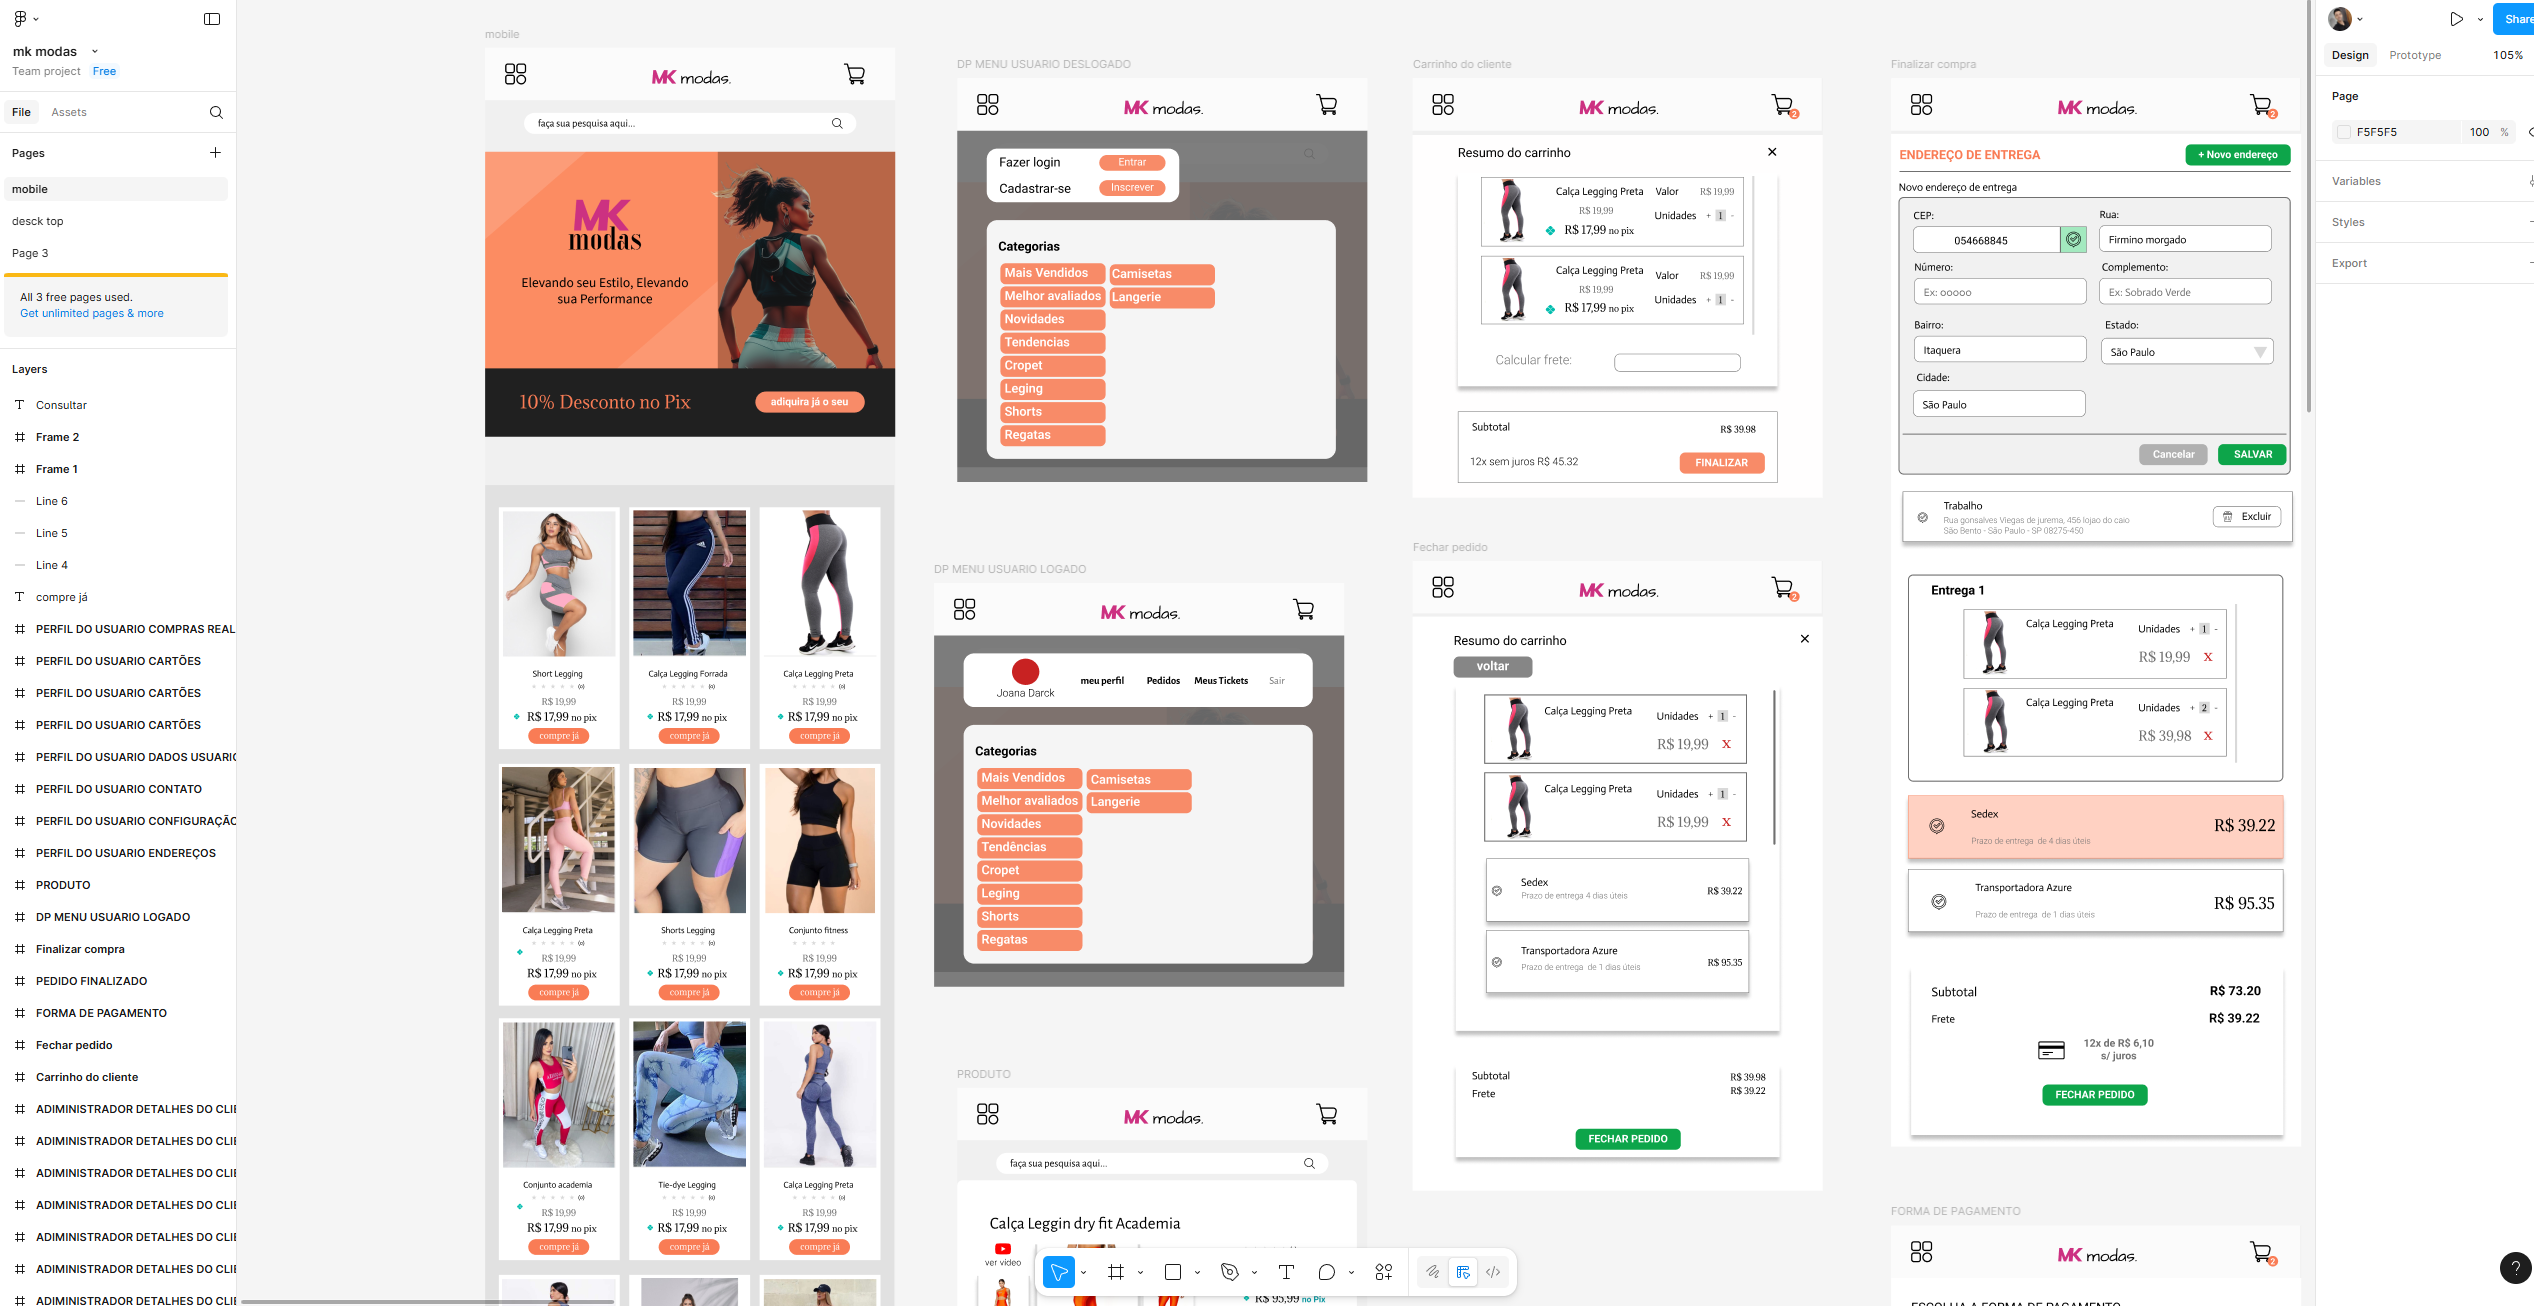 mk modas
Team project Free
File Assets
Pages
mobile
desck top
Page 3
All 3 free pages used.
Get unlimited pages & more
Layers
Consultar
Frame 2
Frame 1
Line 6
Line 5
Line 4
compre já
PERFIL DO USUARIO COMPRAS REAL
PERFIL DO USUARIO CARTÕES
PERFIL DO USUARIO CARTÕES
PERFIL DO USUARIO CARTÕES
PERFIL DO USUARIO DADOS USUARIO
PERFIL DO USUARIO CONTATO
PERFIL DO USUARIO CONFIGURAÇÃO
PERFIL DO USUARIO ENDEREÇOS
PRODUTO
DP MENU USUARIO LOGADO
Finalizar compra
PEDIDO FINALIZADO
FORMA DE PAGAMENTO
Fechar pedido
Carrinho do cliente
ADIMINISTRADOR DETALHES DO CLIE
ADIMINISTRADOR DETALHES DO CLIE
ADIMINISTRADOR DETALHES DO CLIE
ADIMINISTRADOR DETALHES DO CLIE
ADIMINISTRADOR DETALHES DO CLIE
ADIMINISTRADOR DETALHES DO CLIE
ADIMINISTRADOR DETALHES DO CLIE
mobile
MK modas.
faça sua pesquisa aqui...
MK
modas
Elevando seu Estilo, Elevando
sua Performance
10% Desconto no Pix
adiquira já o seu
Short Legging
(0)
R$ 19,99
R$ 17,99 no pix
compre já
Calça Legging Forrada
(0)
R$ 19,99
R$ 17,99 no pix
compre já
Calça Legging Preta
(0)
R$ 19,99
R$ 17,99 no pix
compre já
Calça Legging Preta
(0)
R$ 19,99
R$ 17,99 no pix
compre já
Shorts Legging
(0)
R$ 19,99
R$ 17,99 no pix
compre já
Conjunto fitness
R$ 19,99
R$ 17,99 no pix
compre já
Conjunto academia
(0)
R$ 19,99
R$ 17,99 no pix
compre já
Tie-dye Legging
(0)
R$ 19,99
R$ 17,99 no pix
compre já
Calça Legging Preta
(0)
R$ 19,99
R$ 17,99 no pix
compre já
DP MENU USUARIO DESLOGADO
MK modas.
Fazer login Entrar
Cadastrar-se Inscrever
Categorias
Mais Vendidos Camisetas
Melhor avaliados Langerie
Novidades
Tendencias
Cropet
Leging
Shorts
Regatas
DP MENU USUARIO LOGADO
MK modas.
Joana Darck meu perfil Pedidos Meus Tickets Sair
Categorias
Mais Vendidos Camisetas
Melhor avaliados Langerie
Novidades
Tendências
Cropet
Leging
Shorts
Regatas
PRODUTO
MK modas.
faça sua pesquisa aqui...
Calça Leggin dry fit Academia
ver video
R$ 95,99 no Pix
Carrinho do cliente
MK modas. 2
Resumo do carrinho
Calça Legging Preta Valor R$ 19,99
R$ 19,99
Unidades + 1 -
R$ 17,99 no pix
Calça Legging Preta Valor R$ 19,99
R$ 19,99
Unidades + 1 -
R$ 17,99 no pix
Calcular frete:
Subtotal R$ 39.98
12x sem juros R$ 45.32 FINALIZAR
Fechar pedido
MK modas. 2
Resumo do carrinho
voltar
Calça Legging Preta Unidades + 1 -
R$ 19,99 X
Calça Legging Preta Unidades + 1 -
R$ 19,99 X
Sedex
Prazo de entrega 4 dias úteis
R$ 39.22
Transportadora Azure
Prazo de entrega de 1 dias úteis
R$ 95.35
Subtotal R$ 39.98
Frete R$ 39.22
FECHAR PEDIDO
Finalizar compra
MK modas. 2
ENDEREÇO DE ENTREGA + Novo endereço
Novo endereço de entrega
CEP: Rua:
054668845 Firmino morgado
Número: Complemento:
Ex: 00000 Ex: Sobrado Verde
Bairro: Estado:
Itaquera São Paulo
Cidade:
São Paulo
Cancelar SALVAR
Trabalho
Rua gonsalves Viegas de jurema, 456 lojao do caio
São Bento - São Paulo - SP 08275-450
Excluir
Entrega 1
Calça Legging Preta Unidades + 1 -
R$ 19,99 X
Calça Legging Preta Unidades + 2 -
R$ 39,98 X
Sedex
Prazo de entrega de 4 dias úteis
R$ 39.22
Transportadora Azure
Prazo de entrega de 1 dias úteis
R$ 95.35
Subtotal R$ 73.20
Frete R$ 39.22
12x de R$ 6,10
s/ juros
FECHAR PEDIDO
FORMA DE PAGAMENTO
MK modas. 2
ESCOLHA A FORMA DE PAGAMENTO
Share
Design Prototype 105%
Page
F5F5F5 100 %
Variables
Styles
Export
?